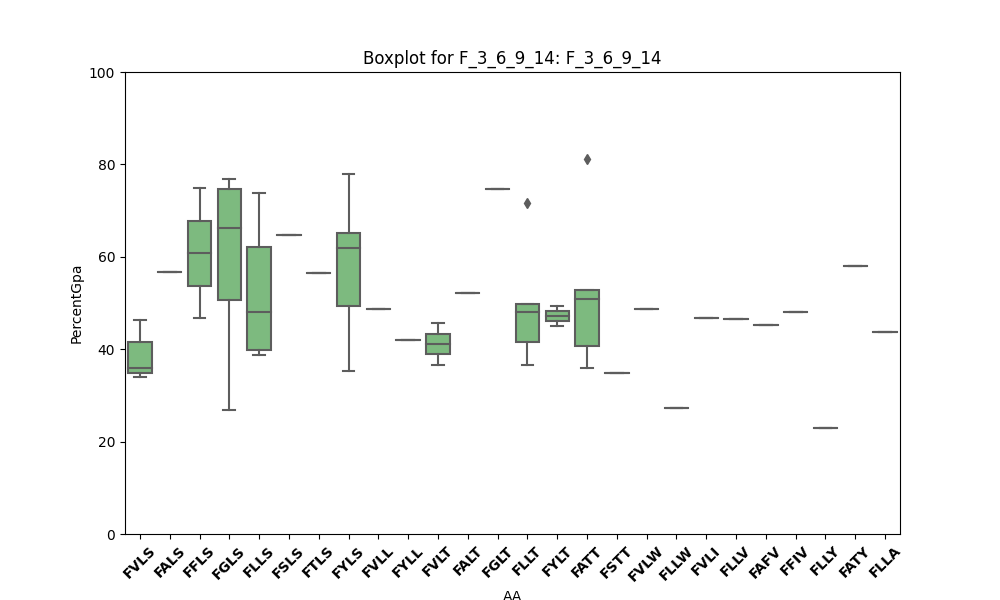 Boxplot for F_3_6_9_14: F_3_6_9_14
100
80
60
40
20
0
PercentGpa
FVLS FALS FFLS FGLS FLLS FSLS FTLS FYLS FVLL FYLL FVLT FALT FGLT FLLT FYLT FATT FSTT FVLW FLLW FVLI FLLV FAFV FFIV FLLY FATY FLLA
AA